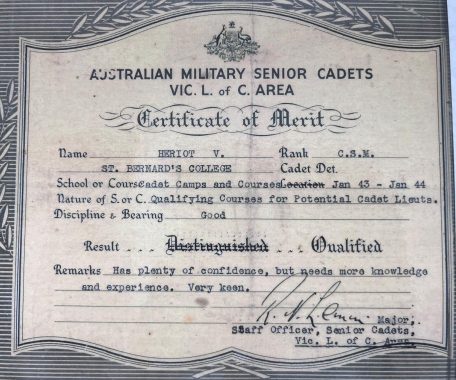 AUSTRALIAN MILITARY SENIOR CADETS
VIC. L. of C. AREA
Certificate of Merit
Name HERIOT V. Rank C.S.M.
ST. BERNARD'S COLLEGE Cadet Det.
School or Course Cadet Camps and Courses Location Jan 43 - Jan 44
Nature of S. or C. Qualifying Courses for Potential Cadet Lieuts.
Discipline & Bearing Good
Result ... Distinguished ... Qualified
Remarks Has plenty of confidence, but needs more knowledge
and experience. Very keen.
Major,
Staff Officer, Senior Cadets,
Vic. L. of C. Area.